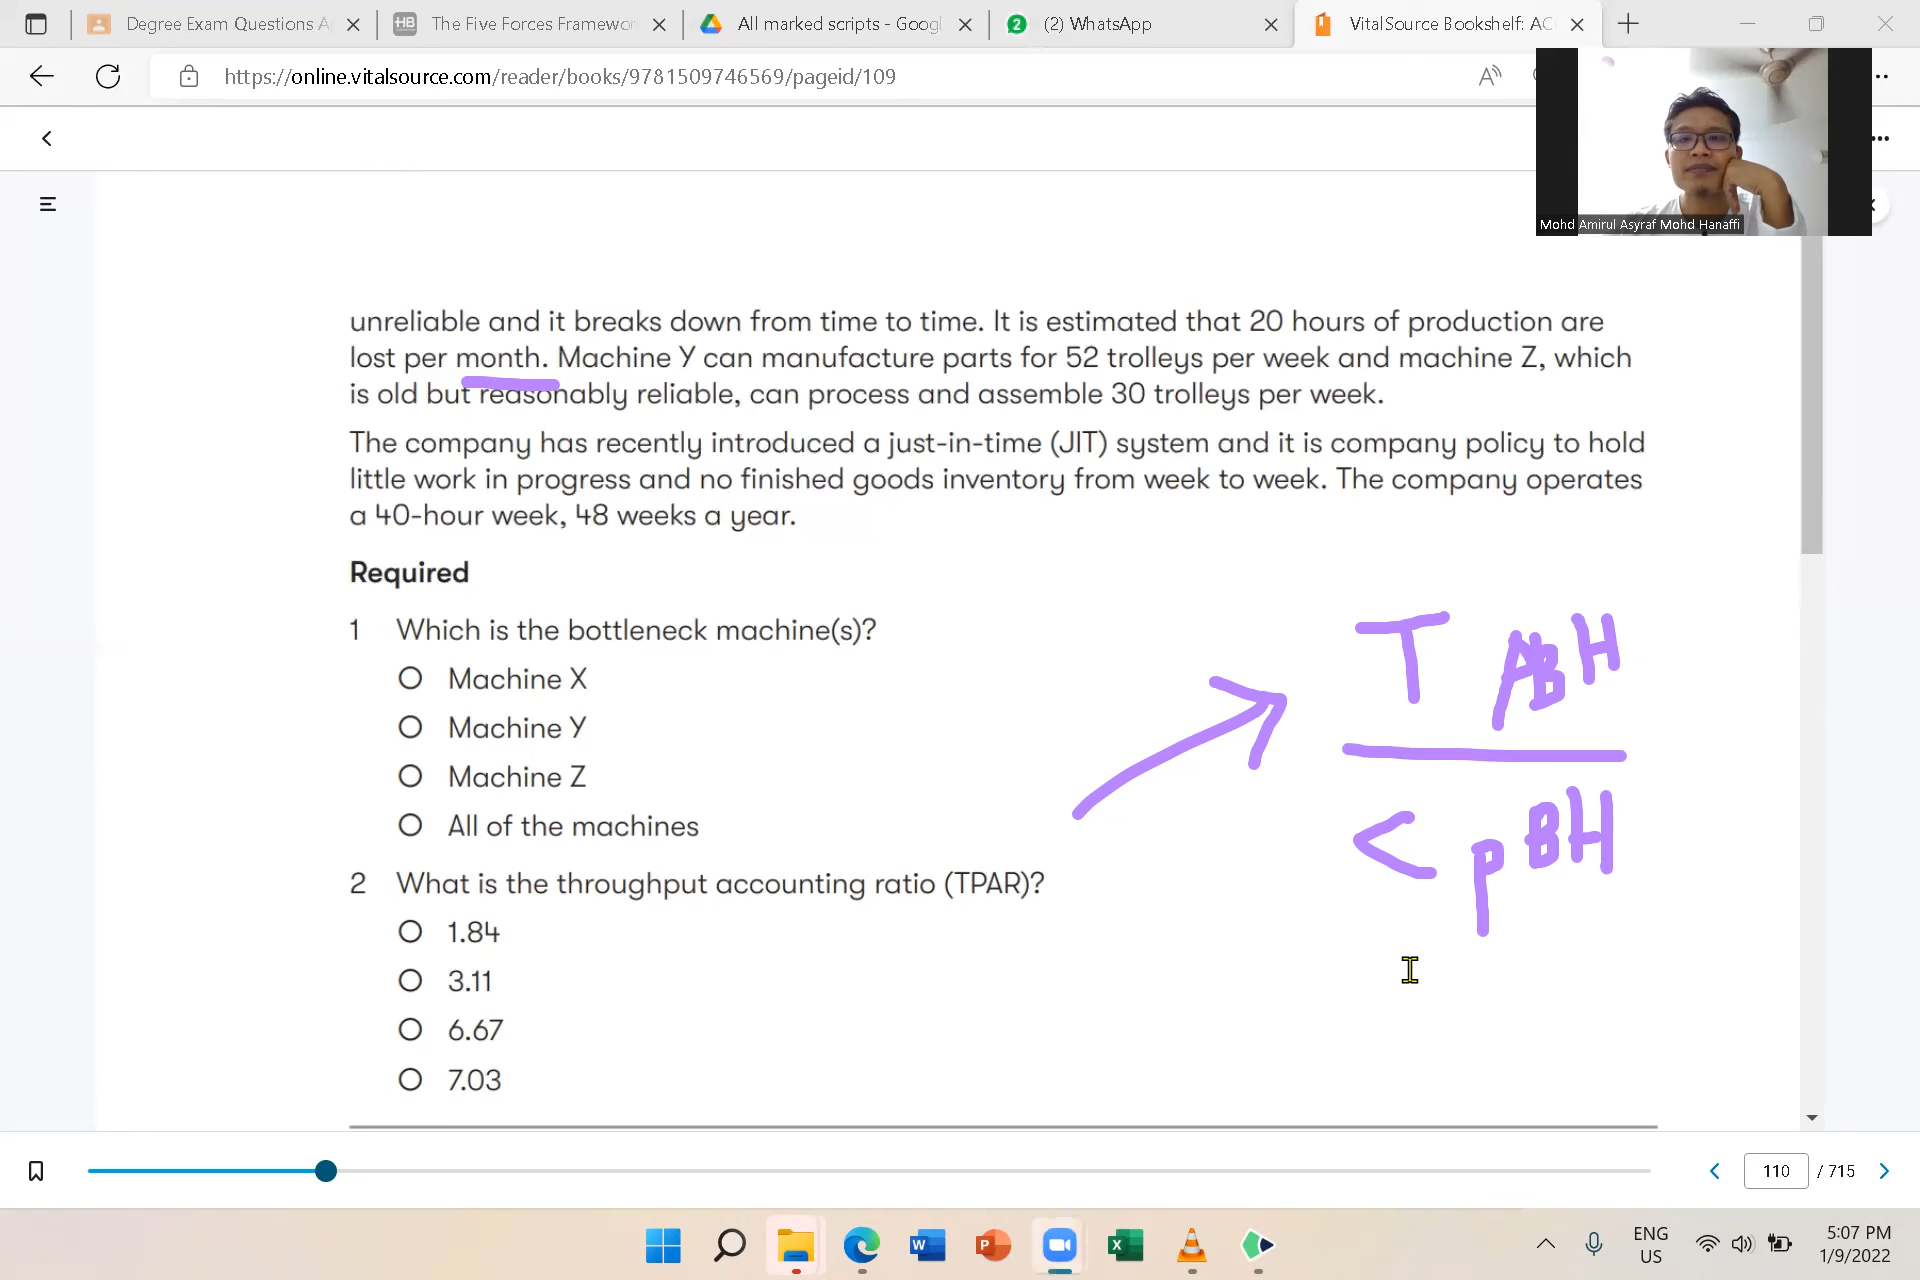 Degree Exam Questions A
The Five Forces Framewor
All marked scripts - Googl
(2) WhatsApp
VitalSource Bookshelf: AC
https://online.vitalsource.com/reader/books/9781509746569/pageid/109
Mohd Amirul Asyraf Mohd Hanaffi
unreliable and it breaks down from time to time. It is estimated that 20 hours of production are
lost per month. Machine Y can manufacture parts for 52 trolleys per week and machine Z, which
is old but reasonably reliable, can process and assemble 30 trolleys per week.
The company has recently introduced a just-in-time (JIT) system and it is company policy to hold
little work in progress and no finished goods inventory from week to week. The company operates
a 40-hour week, 48 weeks a year.
Required
1 Which is the bottleneck machine(s)?
Machine X
Machine Y
Machine Z
All of the machines
2 What is the throughput accounting ratio (TPAR)?
1.84
3.11
6.67
7.03
T ABH
C PBH
110 / 715
ENG
US
5:07 PM
1/9/2022